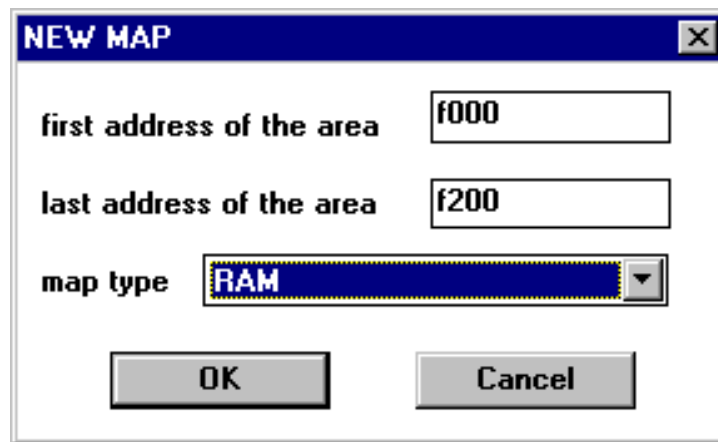 NEW MAP
first address of the area f000
last address of the area f200
map type RAM
OK Cancel